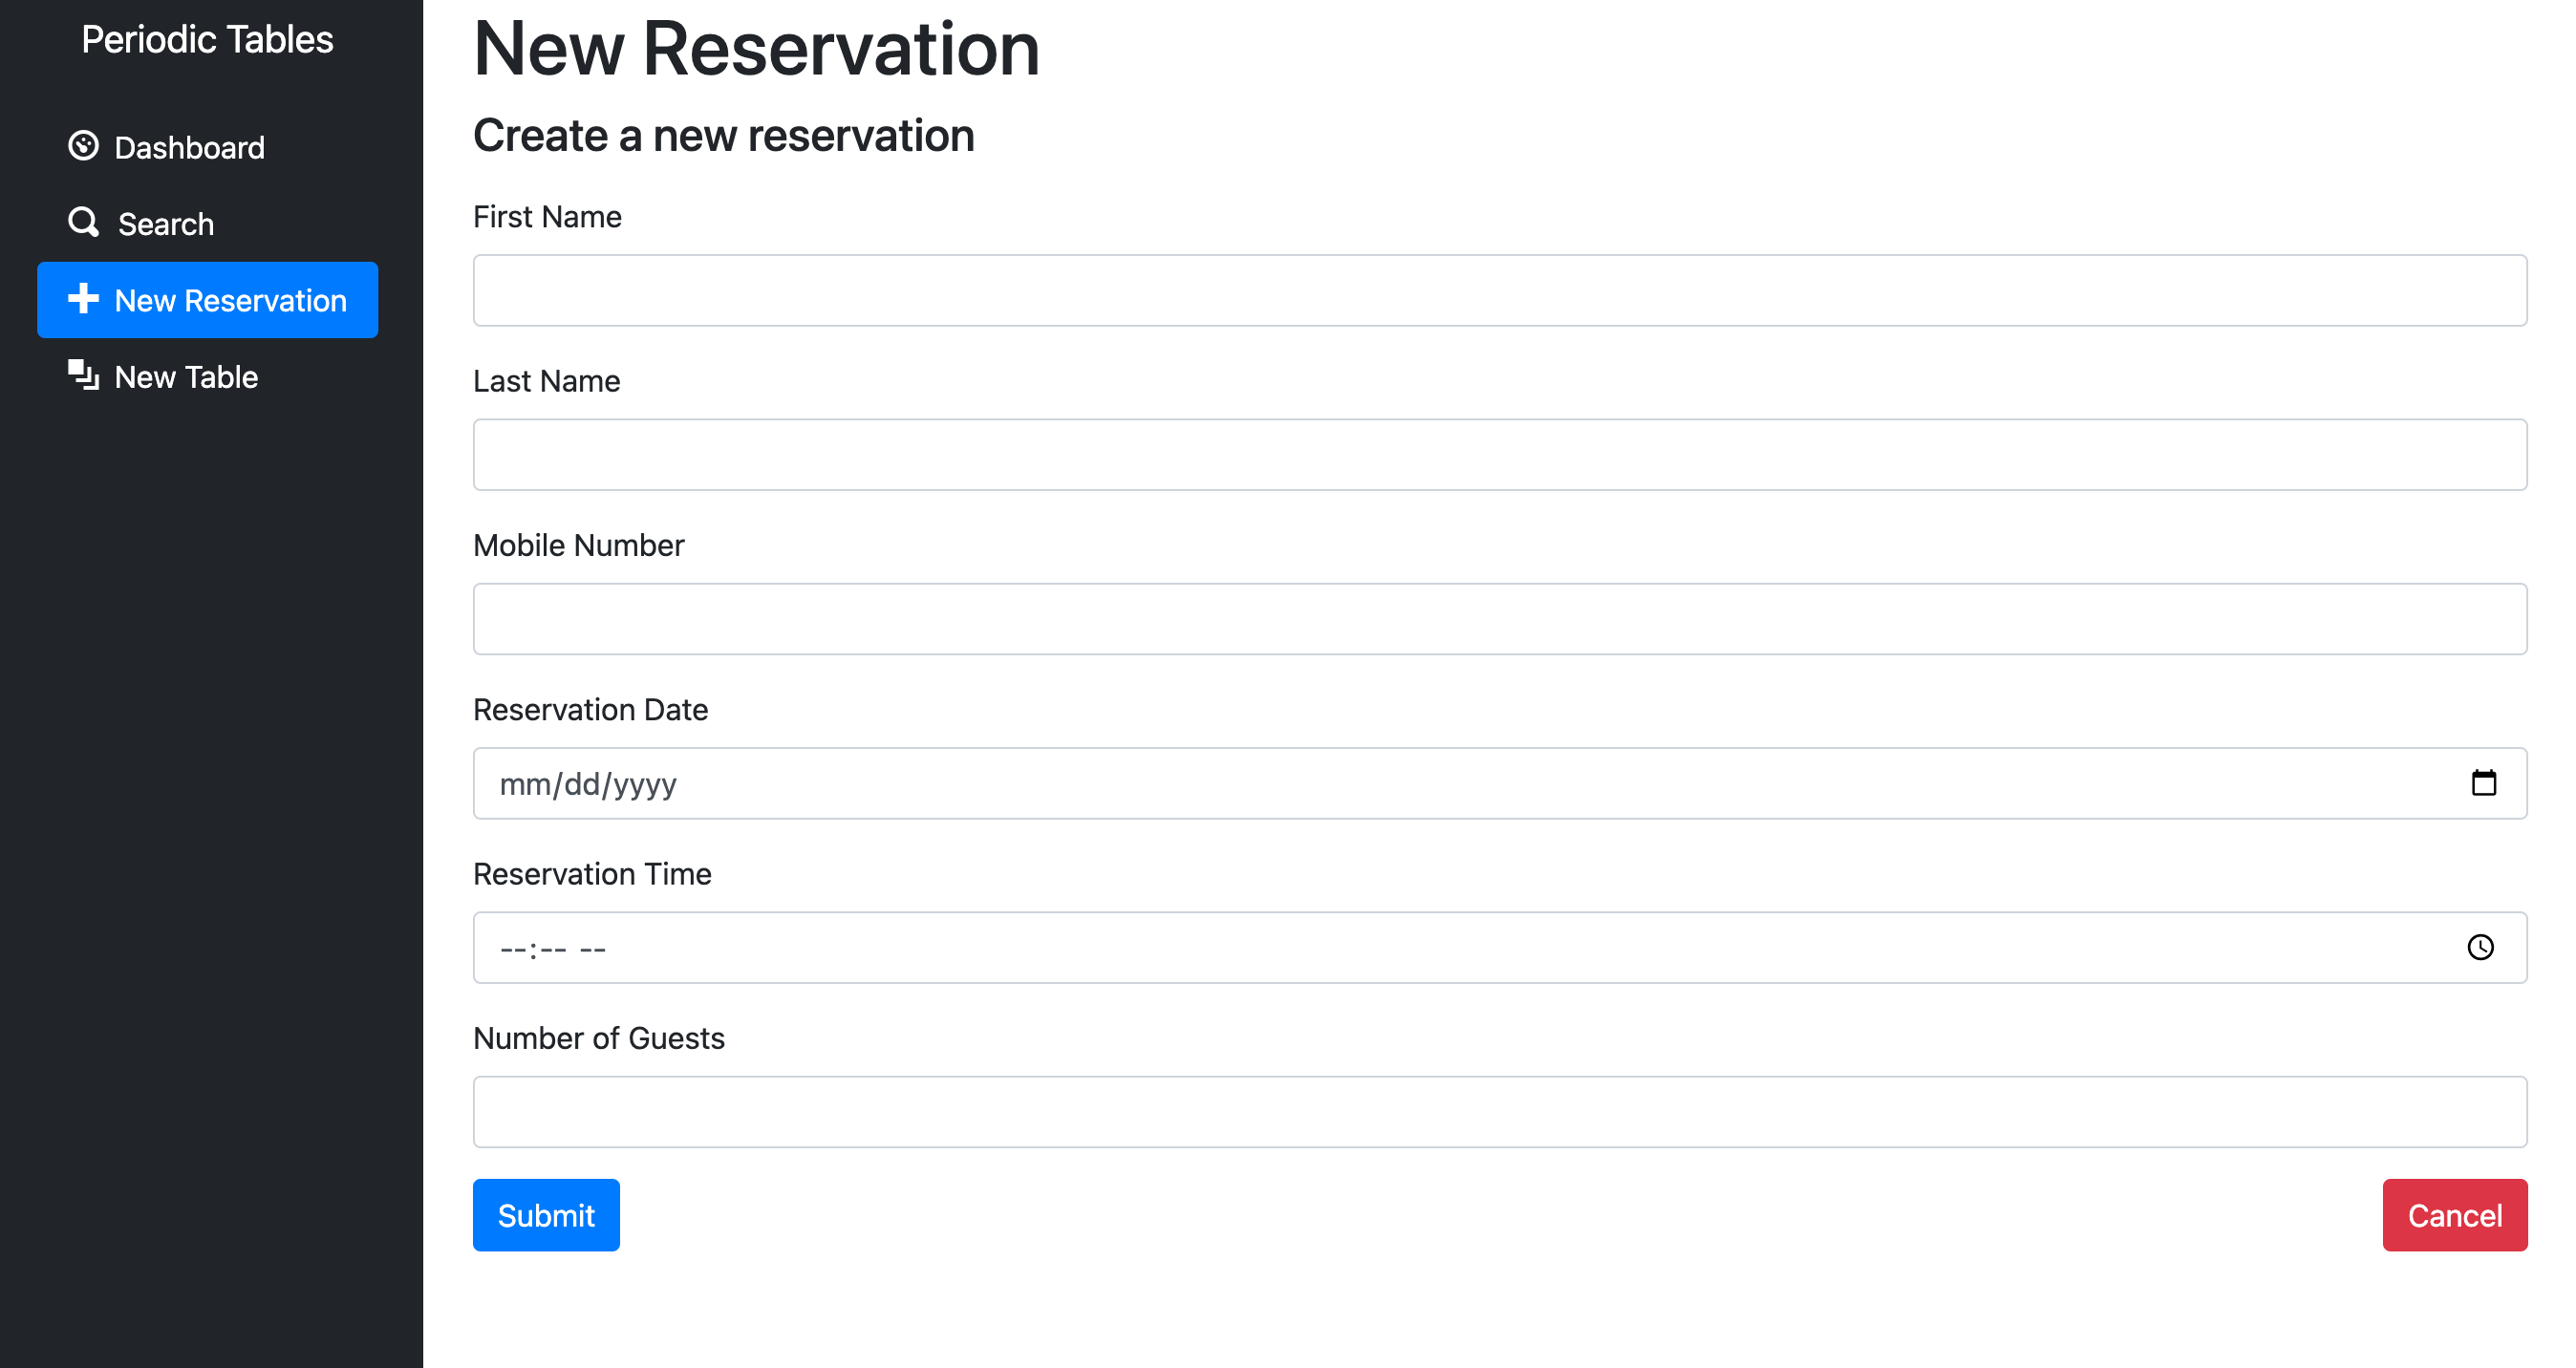 Periodic Tables
Dashboard
Search
New Reservation
New Table
New Reservation
Create a new reservation
First Name
Last Name
Mobile Number
Reservation Date
mm/dd/yyyy
Reservation Time
--:-- --
Number of Guests
Submit
Cancel